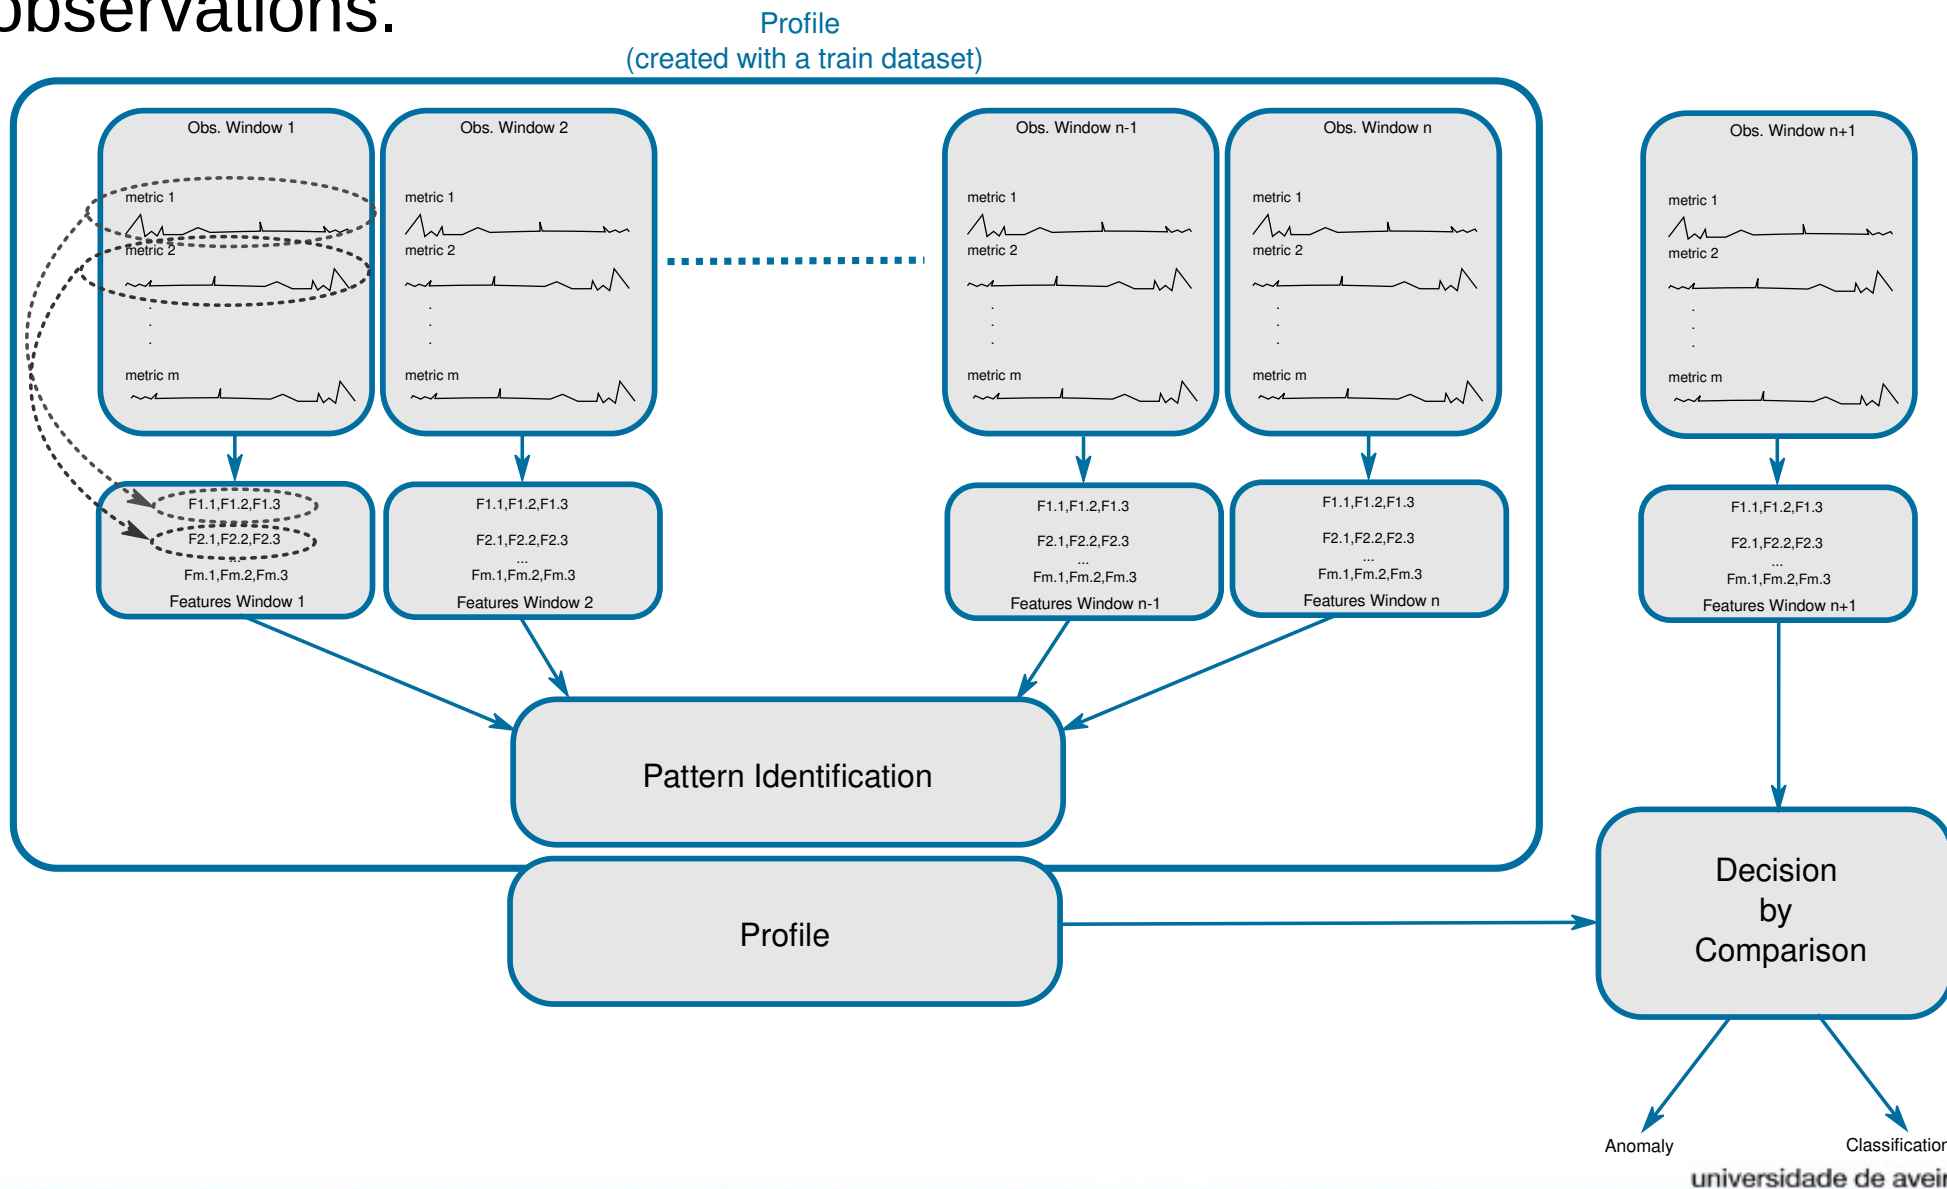 observations.
Profile
(created with a train dataset)
Obs. Window 1
metric 1
metric 2
.
.
.
metric m
F1.1,F1.2,F1.3
F2.1,F2.2,F2.3
...
Fm.1,Fm.2,Fm.3
Features Window 1
Obs. Window 2
metric 1
metric 2
.
.
.
metric m
F1.1,F1.2,F1.3
F2.1,F2.2,F2.3
...
Fm.1,Fm.2,Fm.3
Features Window 2
Obs. Window n-1
metric 1
metric 2
.
.
.
metric m
F1.1,F1.2,F1.3
F2.1,F2.2,F2.3
...
Fm.1,Fm.2,Fm.3
Features Window n-1
Obs. Window n
metric 1
metric 2
.
.
.
metric m
F1.1,F1.2,F1.3
F2.1,F2.2,F2.3
...
Fm.1,Fm.2,Fm.3
Features Window n
Obs. Window n+1
metric 1
metric 2
.
.
.
metric m
F1.1,F1.2,F1.3
F2.1,F2.2,F2.3
...
Fm.1,Fm.2,Fm.3
Features Window n+1
Pattern Identification
Profile
Decision
by
Comparison
Anomaly
Classification
universidade de aveir